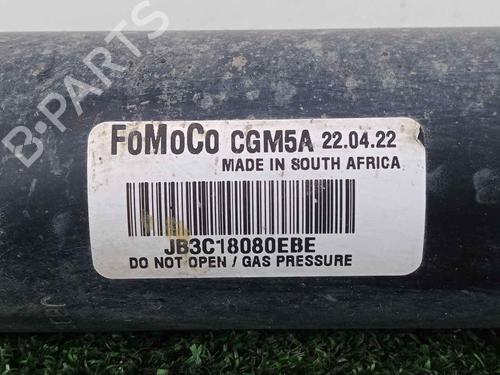 FoMoCo CGM5A 22.04.22
MADE IN SOUTH AFRICA
JB3C18080EBE
DO NOT OPEN / GAS PRESSURE
B-Parts